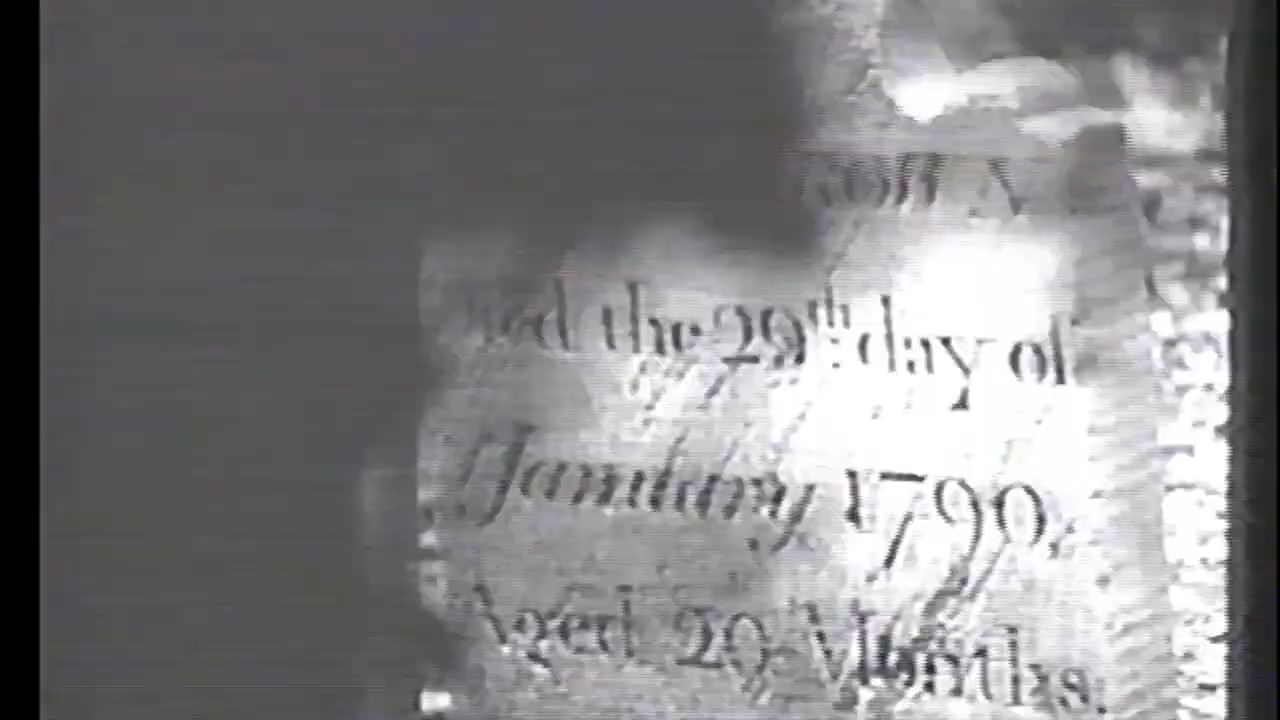 the 29th day of
January 1790,
Aged 20 Months.